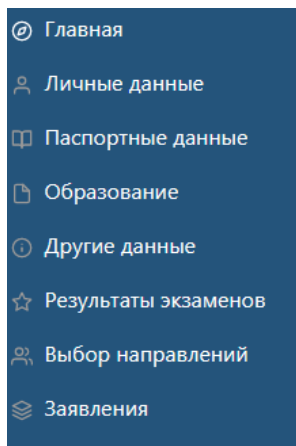 Главная
Личные данные
Паспортные данные
Образование
Другие данные
Результаты экзаменов
Выбор направлений
Заявления